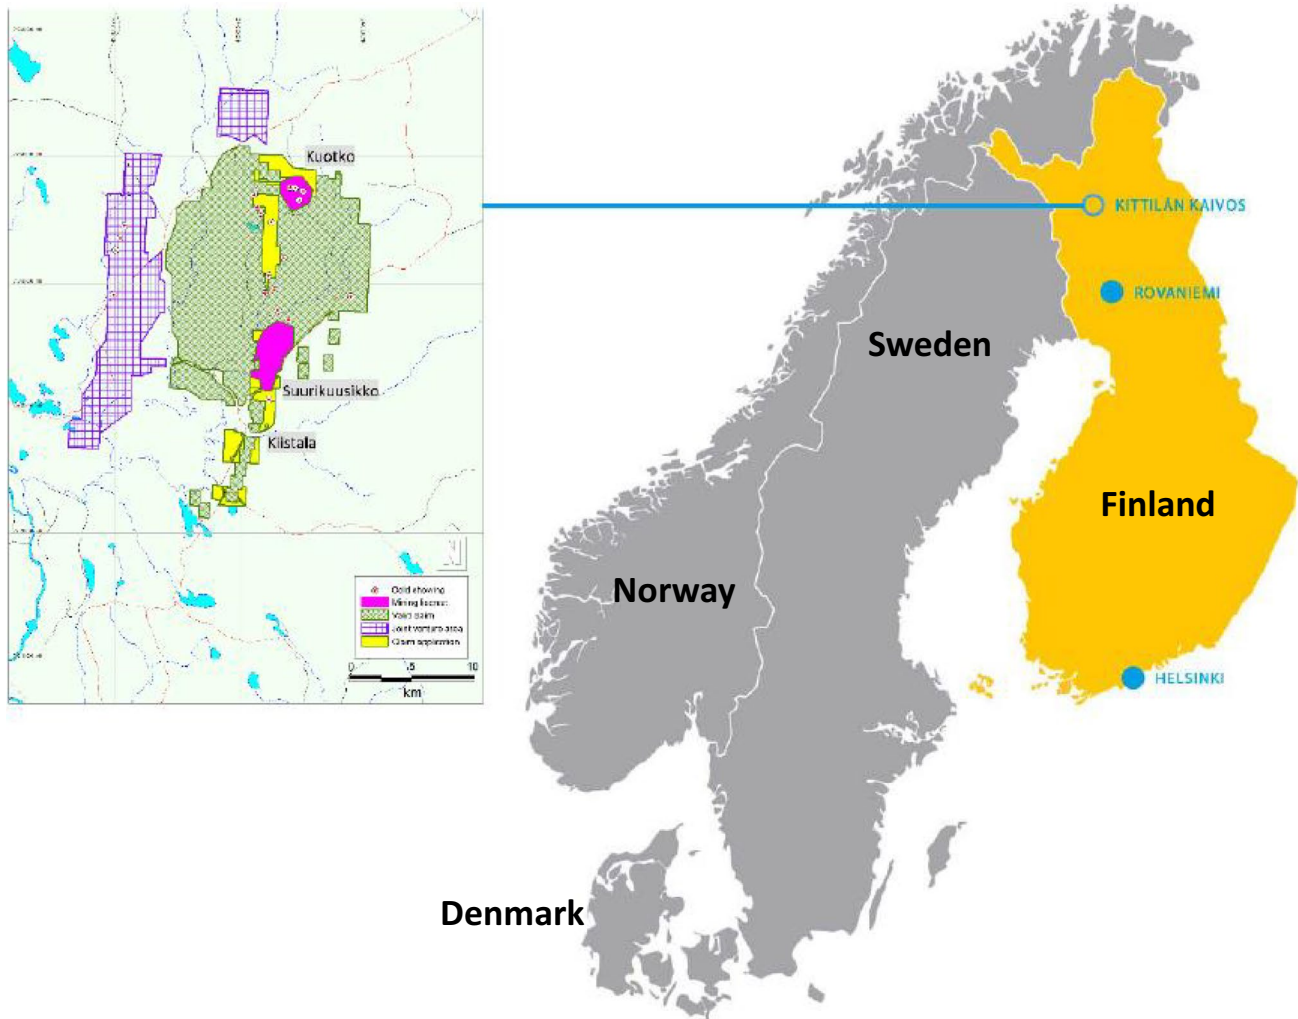 Kuotko
Suurikuusikko
Kiistala
N
Gold showing
Mining licence
Valid claim
Joint venture area
Claim application
0 5 10
km
KITTILÄN KAIVOS
ROVANIEMI
Sweden
Finland
Norway
HELSINKI
Denmark